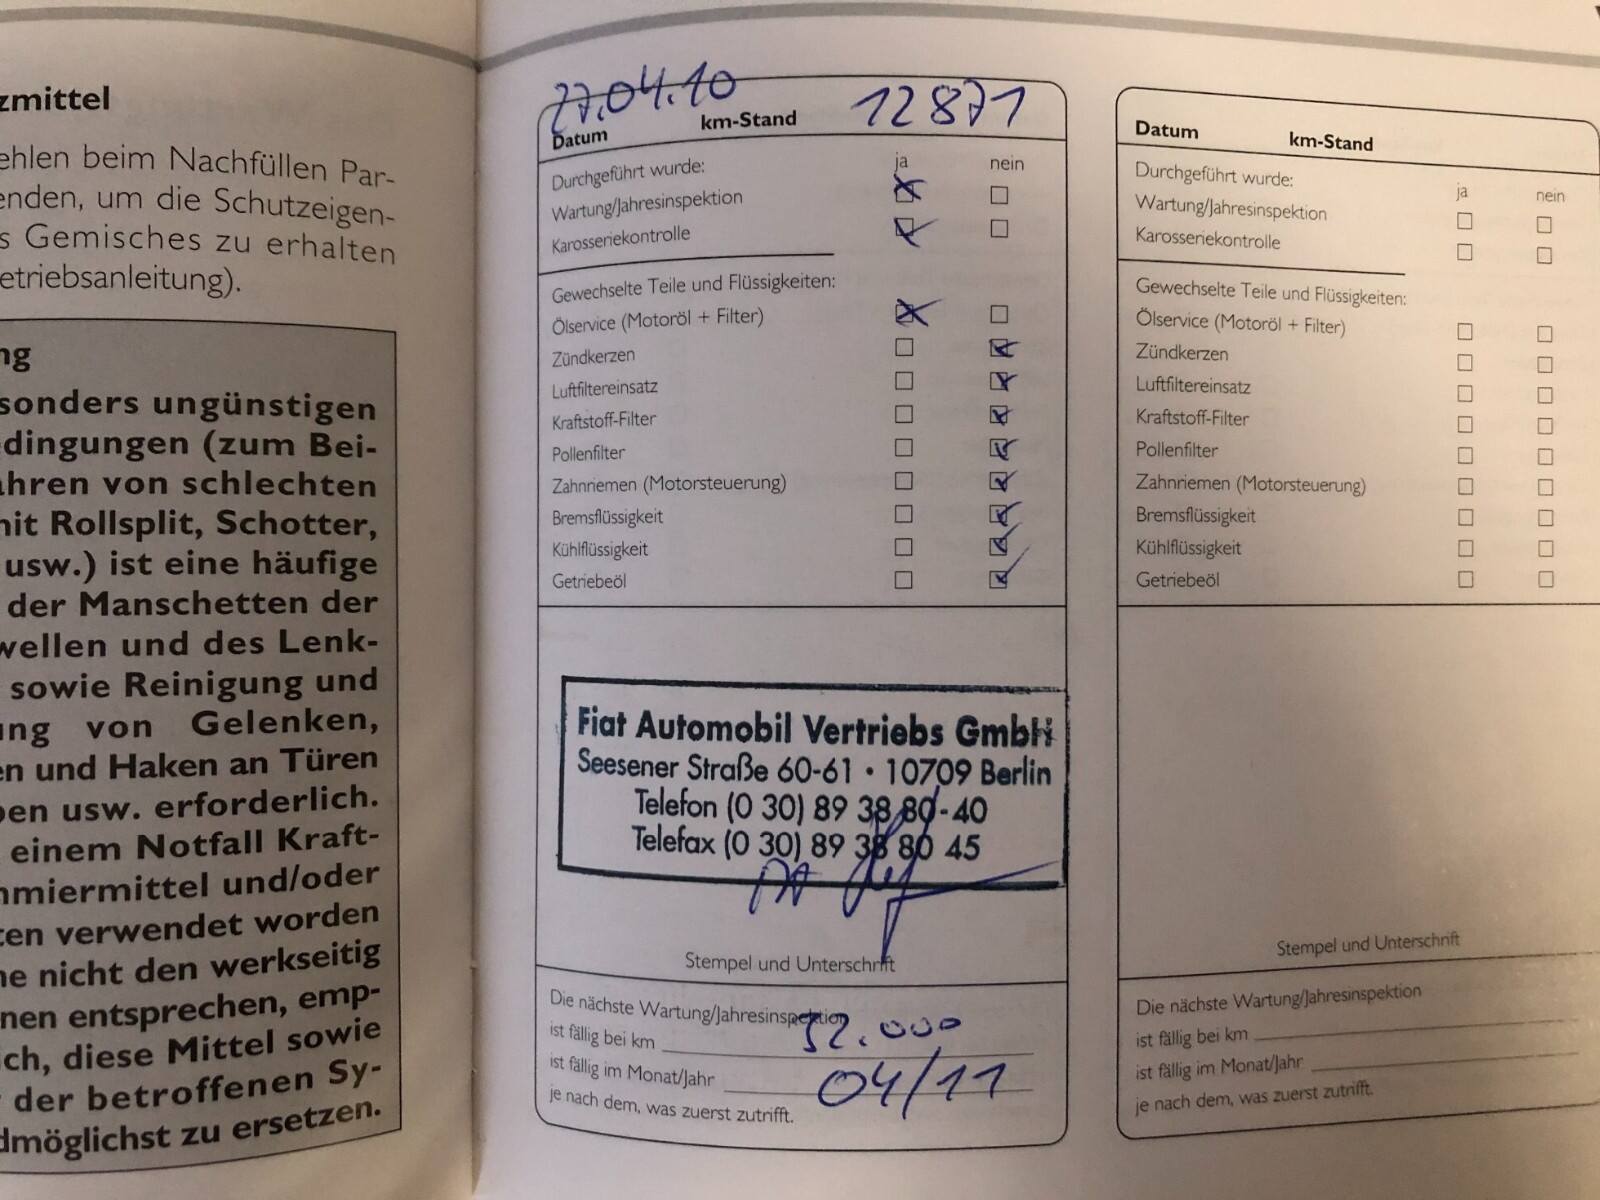 zmittel
ehlen beim Nachfüllen Par-
enden, um die Schutzeigen-
s Gemisches zu erhalten
etriebsanleitung).
ng
sonders ungünstigen
edingungen (zum Bei-
ahren von schlechten
nit Rollsplit, Schotter,
usw.) ist eine häufige
der Manschetten der
wellen und des Lenk-
sowie Reinigung und
ung von Gelenken,
en und Haken an Türen
ben usw. erforderlich.
einem Notfall Kraft-
hmiermittel und/oder
ten verwendet worden
ne nicht den werkseitig
nen entsprechen, emp-
ich, diese Mittel sowie
der betroffenen Sy-
dmöglichst zu ersetzen.
27.04.10 12871
Datum km-Stand
Durchgeführt wurde: ja nein
Wartung/Jahresinspektion
Karosseriekontrolle
Gewechselte Teile und Flüssigkeiten:
Ölservice (Motoröl + Filter)
Zündkerzen
Luftfiltereinsatz
Kraftstoff-Filter
Pollenfilter
Zahnriemen (Motorsteuerung)
Bremsflüssigkeit
Kühlflüssigkeit
Getriebeöl
Fiat Automobil Vertriebs GmbH
Seesener Straße 60-61 • 10709 Berlin
Telefon (0 30) 89 38 80-40
Telefax (0 30) 89 38 80 45
Stempel und Unterschrift
Die nächste Wartung/Jahresinspektion
ist fällig bei km 52.000
ist fällig im Monat/Jahr 04/11
je nach dem, was zuerst zutrifft.
Datum km-Stand
Durchgeführt wurde: ja nein
Wartung/Jahresinspektion
Karosseriekontrolle
Gewechselte Teile und Flüssigkeiten:
Ölservice (Motoröl + Filter)
Zündkerzen
Luftfiltereinsatz
Kraftstoff-Filter
Pollenfilter
Zahnriemen (Motorsteuerung)
Bremsflüssigkeit
Kühlflüssigkeit
Getriebeöl
Stempel und Unterschrift
Die nächste Wartung/Jahresinspektion
ist fällig bei km
ist fällig im Monat/Jahr
je nach dem, was zuerst zutrifft.